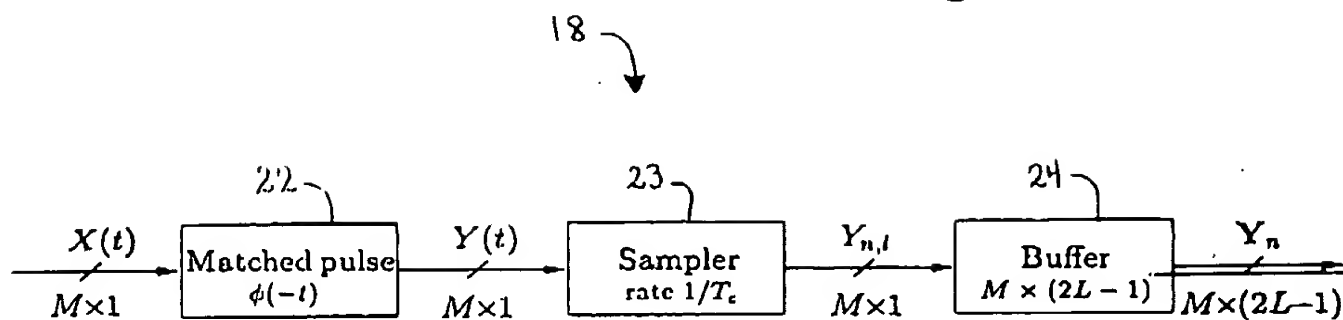 18
22
23
24
X(t)
Matched pulse
φ(-t)
Y(t)
Sampler
rate 1/T_c
Y_{n,l}
Buffer
M × (2L - 1)
Y_n
M×1
M×1
M×1
M×(2L-1)